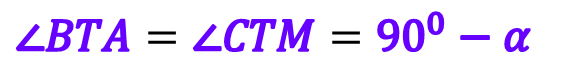 ∠BTA = ∠CTM = 90⁰ − α